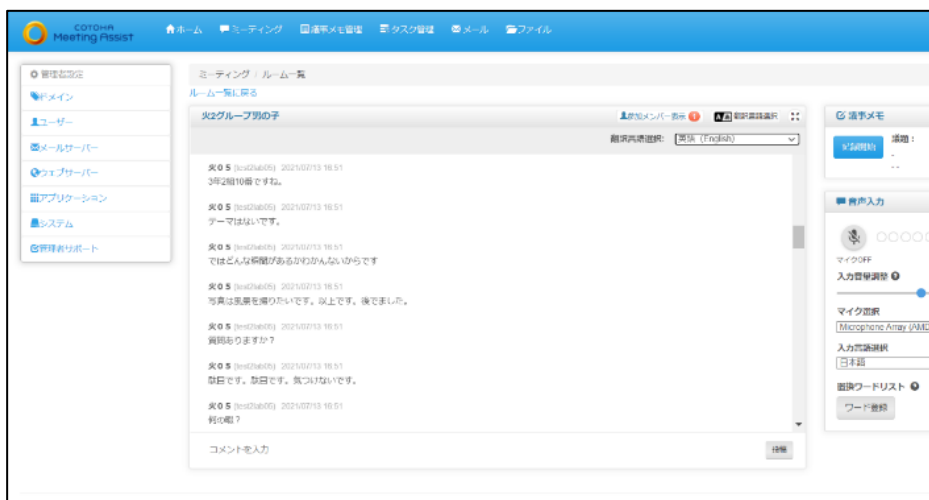 COTOHA
Meeting Assist
ホーム
ミーティング
議事メモ管理
タスク管理
メール
ファイル
管理者設定
ドメイン
ユーザー
メールサーバー
ウェブサーバー
アプリケーション
システム
管理者サポート
ミーティング / ルーム一覧
ルーム一覧に戻る
火2グループ男の子
参加メンバー表示
翻訳言語選択
翻訳言語選択: 英語 (English)
火05 (test2lab05) 2021/07/13 16:51
3年2組10番ですね。
火05 (test2lab05) 2021/07/13 16:51
テーマはないです。
火05 (test2lab05) 2021/07/13 16:51
ではどんな瞬間があるかわかんないからです
火05 (test2lab05) 2021/07/13 16:51
写真は風景を撮りたいです。以上です。後でました。
火05 (test2lab05) 2021/07/13 16:51
質問ありますか?
火05 (test2lab05) 2021/07/13 16:51
駄目です。駄目です。気つけないです。
火05 (test2lab05) 2021/07/13 16:51
何の暇?
コメントを入力
投稿
議事メモ
記録開始
議題:
-
--
音声入力
マイクOFF
入力音量調整
マイク選択
Microphone Array (AMD
入力言語選択
日本語
置換ワードリスト
ワード登録